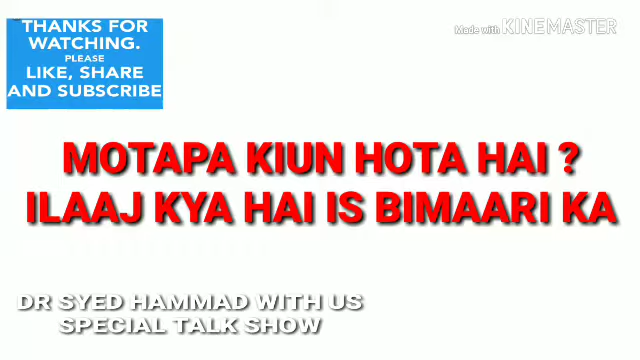 THANKS FOR
WATCHING.
PLEASE
LIKE, SHARE
AND SUBSCRIBE
Made with KINEMASTER
MOTAPA KIUN HOTA HAI ?
ILAAJ KYA HAI IS BIMAARI KA
DR SYED HAMMAD WITH US
SPECIAL TALK SHOW